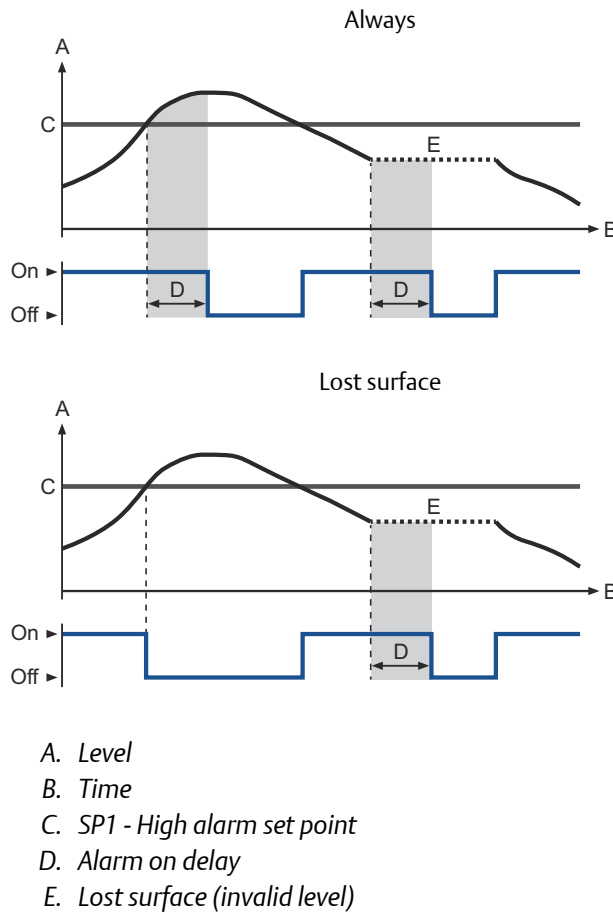 Always
A
C
E
B
On
D
D
Off
Lost surface
A
C
E
B
On
D
Off
A. Level
B. Time
C. SP1 - High alarm set point
D. Alarm on delay
E. Lost surface (invalid level)